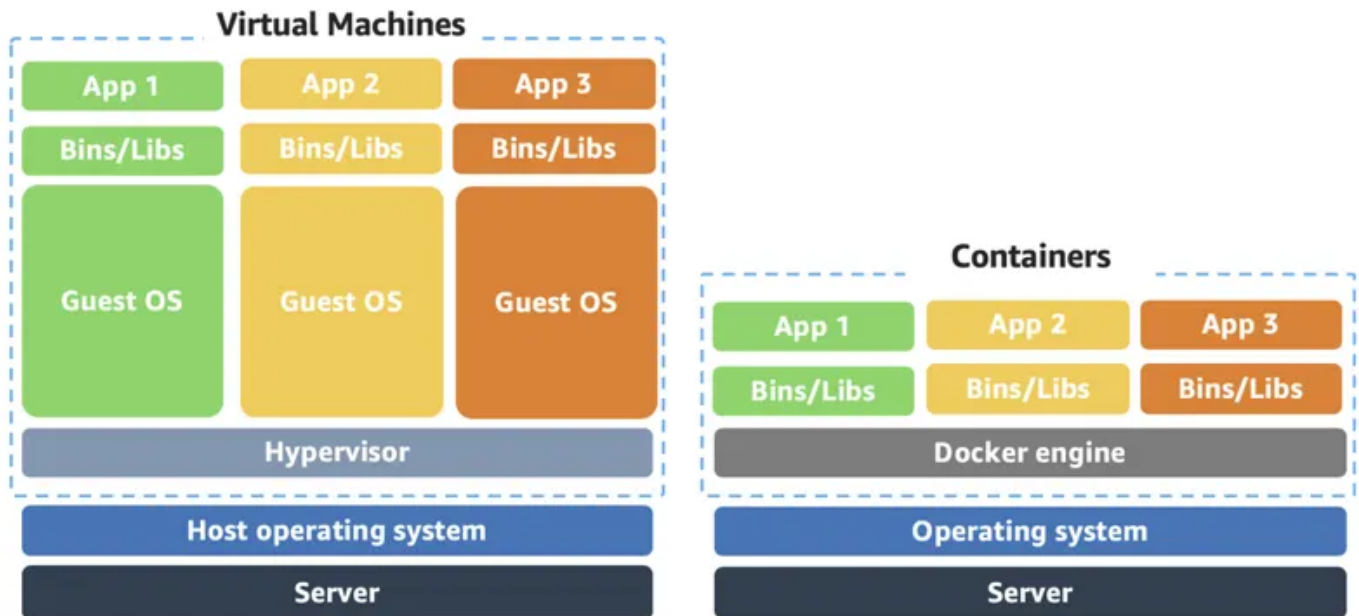 Virtual Machines
App 1 App 2 App 3
Bins/Libs Bins/Libs Bins/Libs
Guest OS Guest OS Guest OS
Hypervisor
Host operating system
Server
Containers
App 1 App 2 App 3
Bins/Libs Bins/Libs Bins/Libs
Docker engine
Operating system
Server